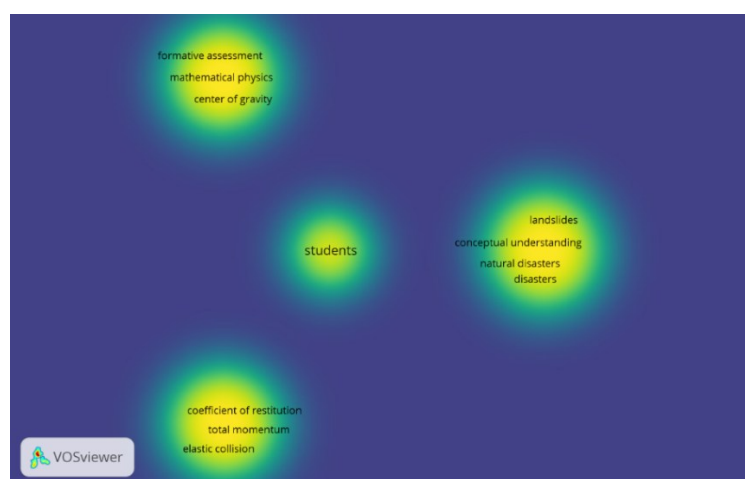 formative assessment
mathematical physics
center of gravity
students
landslides
conceptual understanding
natural disasters
disasters
coefficient of restitution
total momentum
elastic collision
VOSviewer